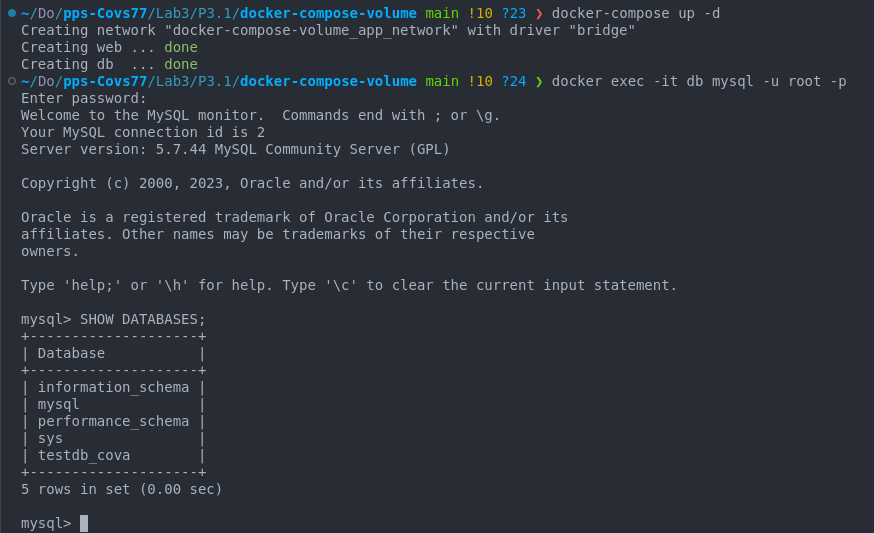 ~/Do/pps-Covs77/Lab3/P3.1/docker-compose-volume main !10 ?23 ❯ docker-compose up -d
Creating network "docker-compose-volume_app_network" with driver "bridge"
Creating web ... done
Creating db  ... done
~/Do/pps-Covs77/Lab3/P3.1/docker-compose-volume main !10 ?24 ❯ docker exec -it db mysql -u root -p
Enter password:
Welcome to the MySQL monitor.  Commands end with ; or \g.
Your MySQL connection id is 2
Server version: 5.7.44 MySQL Community Server (GPL)

Copyright (c) 2000, 2023, Oracle and/or its affiliates.

Oracle is a registered trademark of Oracle Corporation and/or its
affiliates. Other names may be trademarks of their respective
owners.

Type 'help;' or '\h' for help. Type '\c' to clear the current input statement.

mysql> SHOW DATABASES;
+--------------------+
| Database           |
+--------------------+
| information_schema |
| mysql              |
| performance_schema |
| sys                |
| testdb_cova        |
+--------------------+
5 rows in set (0.00 sec)

mysql>